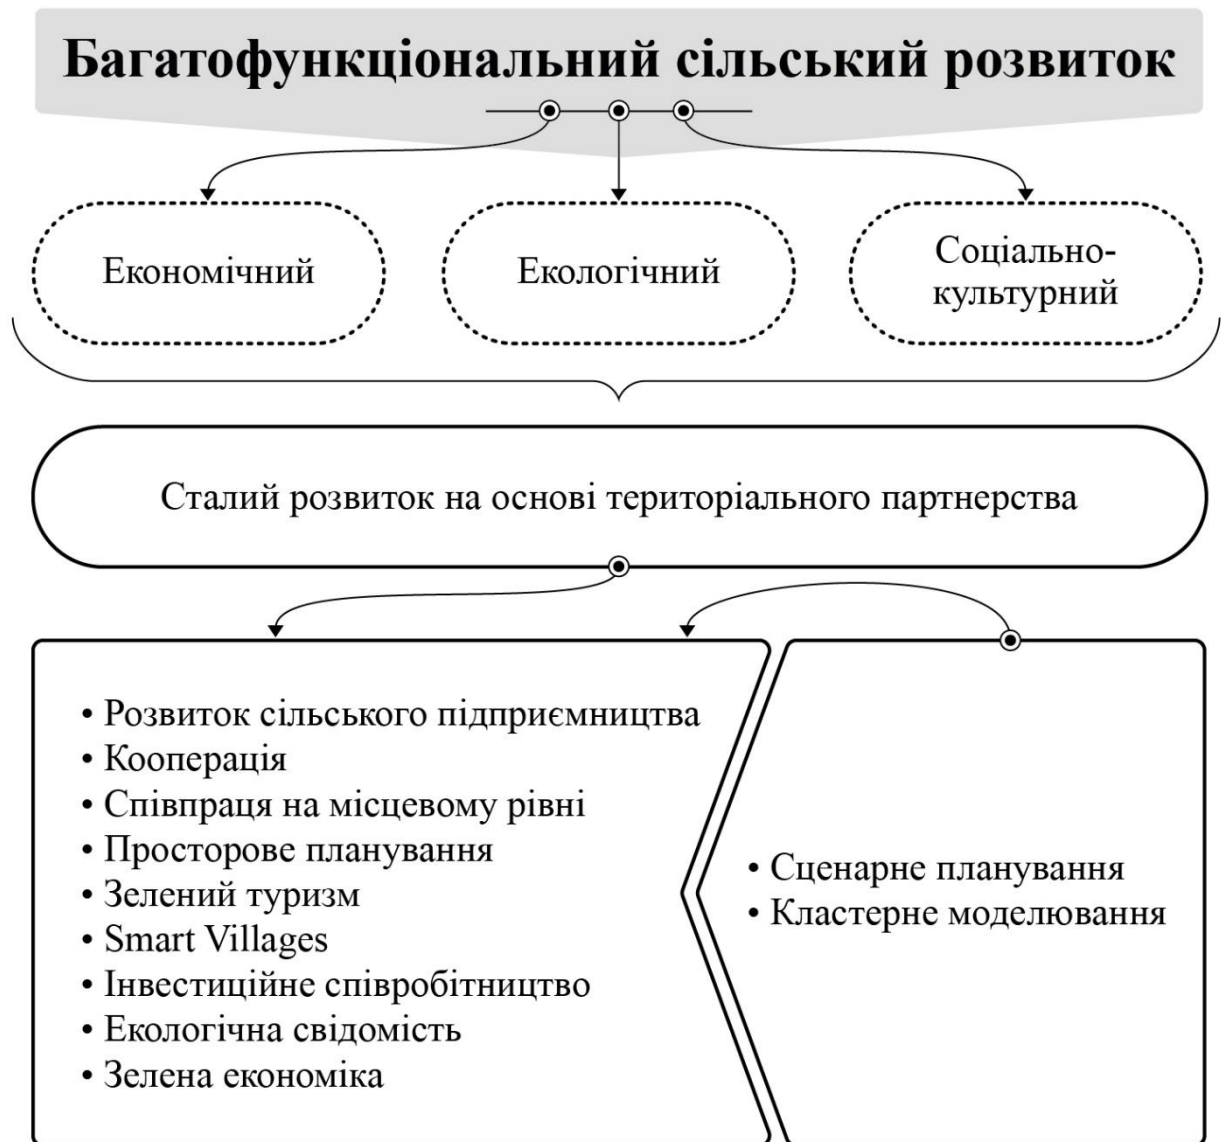 Багатофункціональний сільський розвиток
Економічний
Екологічний
Соціально-
культурний
Сталий розвиток на основі територіального партнерства
• Розвиток сільського підприємництва
• Кооперація
• Співпраця на місцевому рівні
• Просторове планування
• Зелений туризм
• Smart Villages
• Інвестиційне співробітництво
• Екологічна свідомість
• Зелена економіка
• Сценарне планування
• Кластерне моделювання